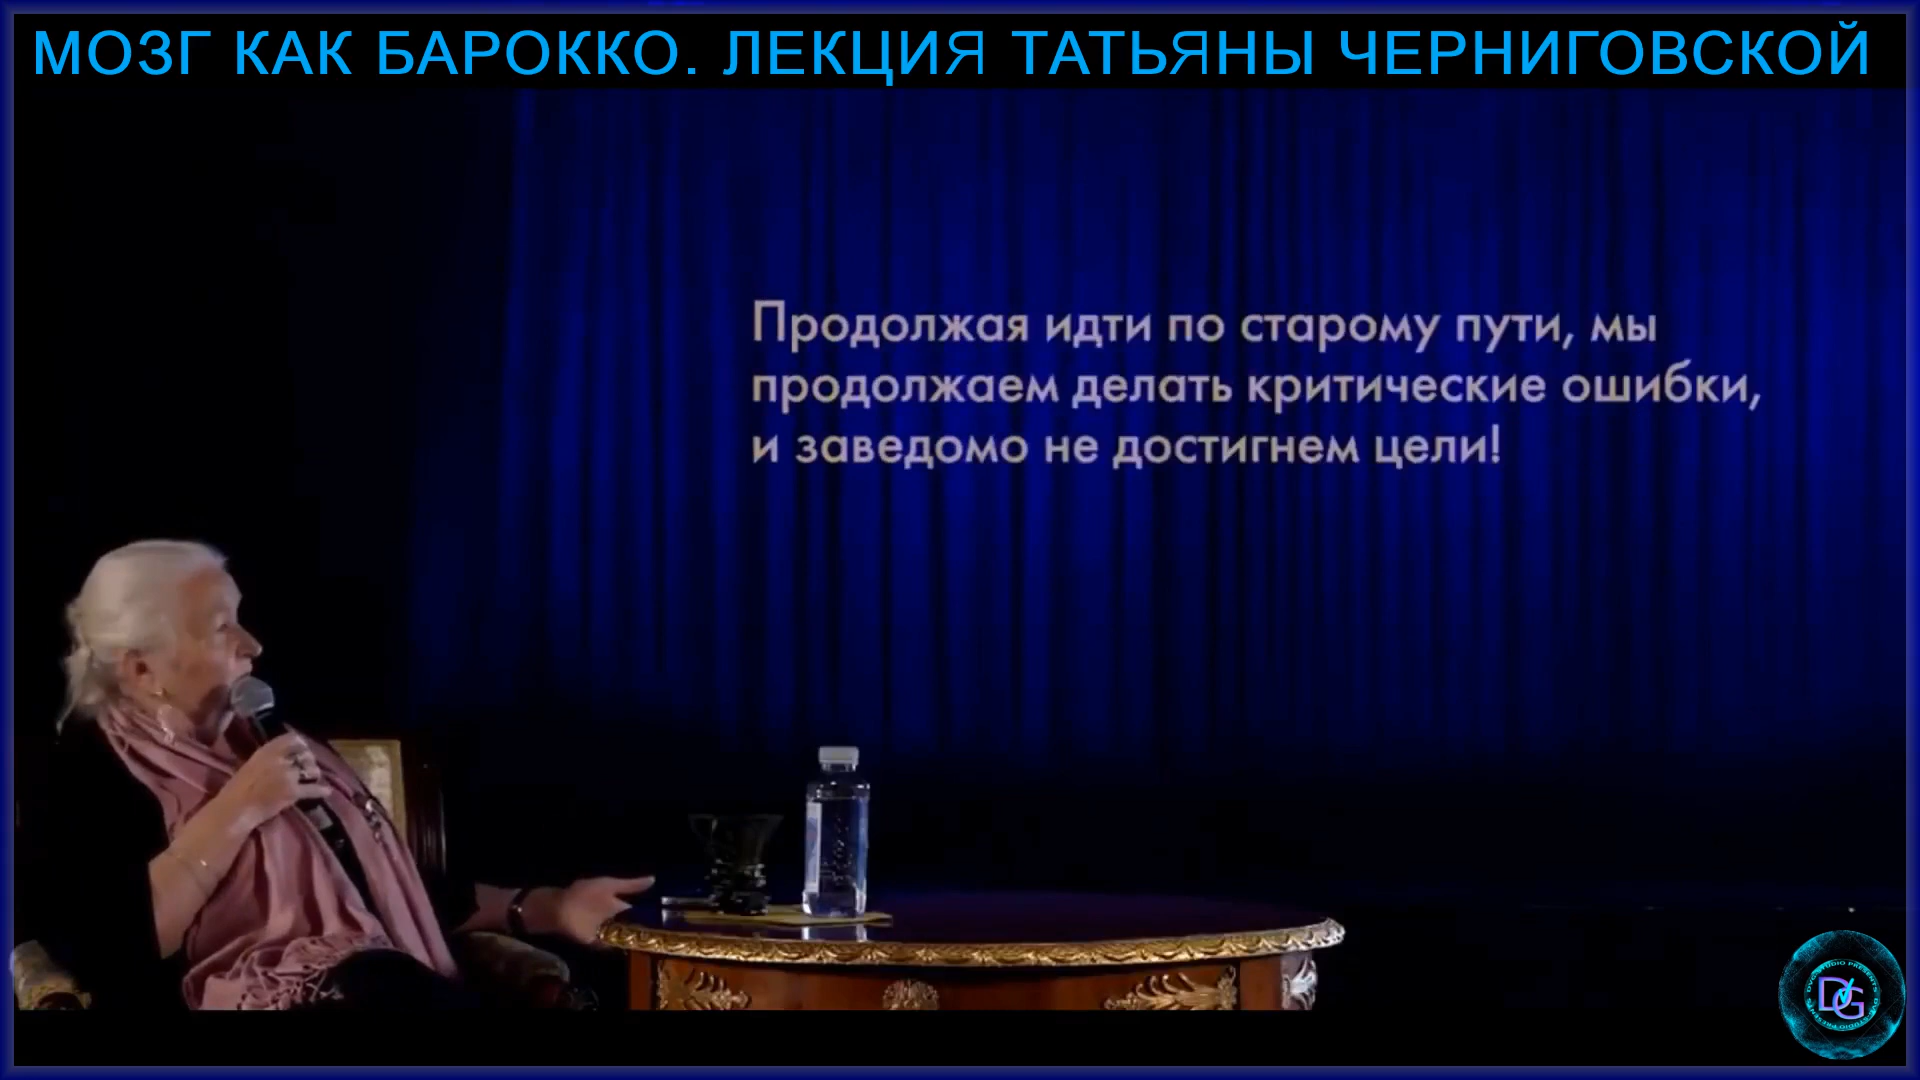 МОЗГ КАК БАРОККО. ЛЕКЦИЯ ТАТЬЯНЫ ЧЕРНИГОВСКОЙ
Продолжая идти по старому пути, мы
продолжаем делать критические ошибки,
и заведомо не достигнем цели!
DG